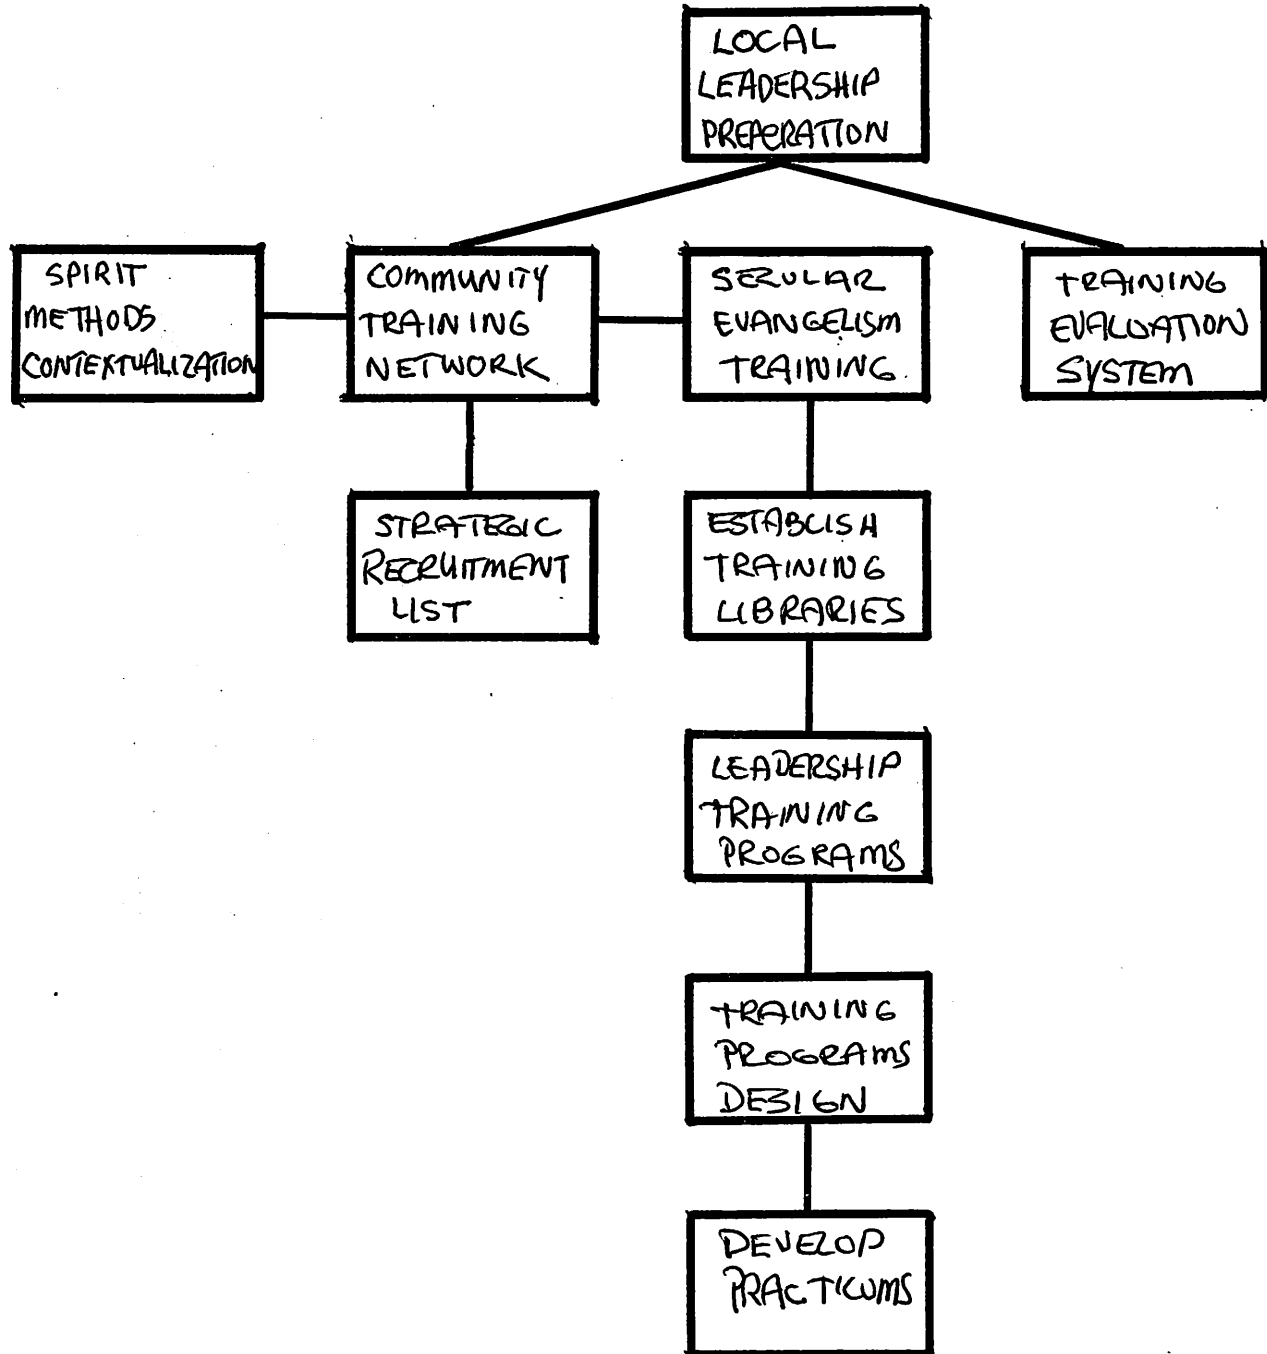 LOCAL
LEADERSHIP
PREPERATION
SPIRIT
METHODS
CONTEXTUALIZATION
COMMUNITY
TRAINING
NETWORK
SEZULAR
EVANGELISM
TRAINING
TRAINING
EVALUATION
SYSTEM
STRATEGIC
RECRUITMENT
LIST
ESTABLISH
TRAINING
LIBRARIES
LEADERSHIP
TRAINING
PROGRAMS
TRAINING
PROGRAMS
DESIGN
DEVELOP
PRACTICUMS